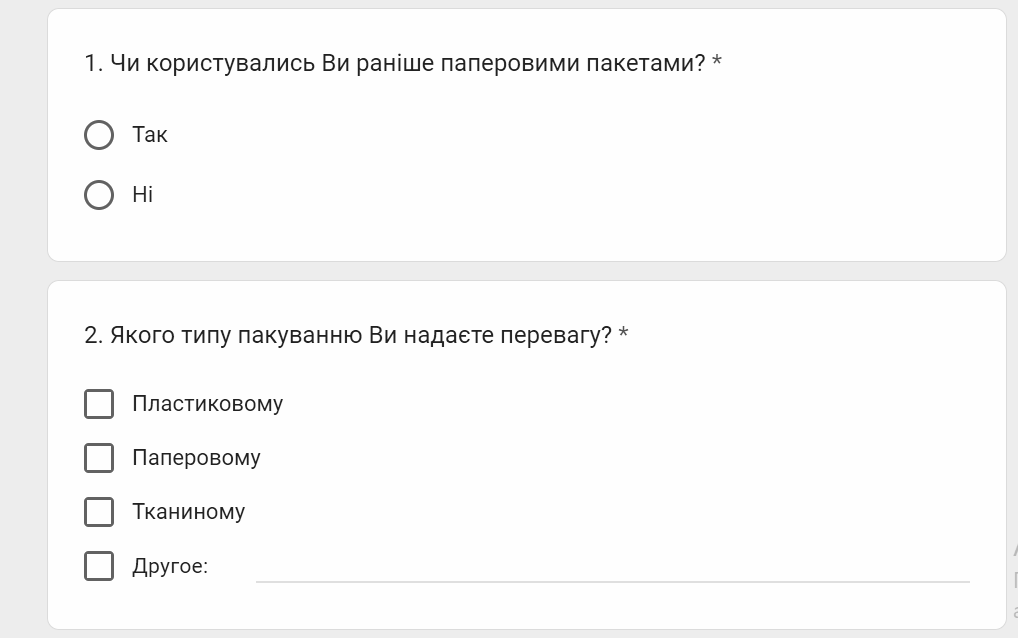 1. Чи користувались Ви раніше паперовими пакетами? *
Так
Ні
2. Якого типу пакуванню Ви надаєте перевагу? *
Пластиковому
Паперовому
Тканиному
Другое: